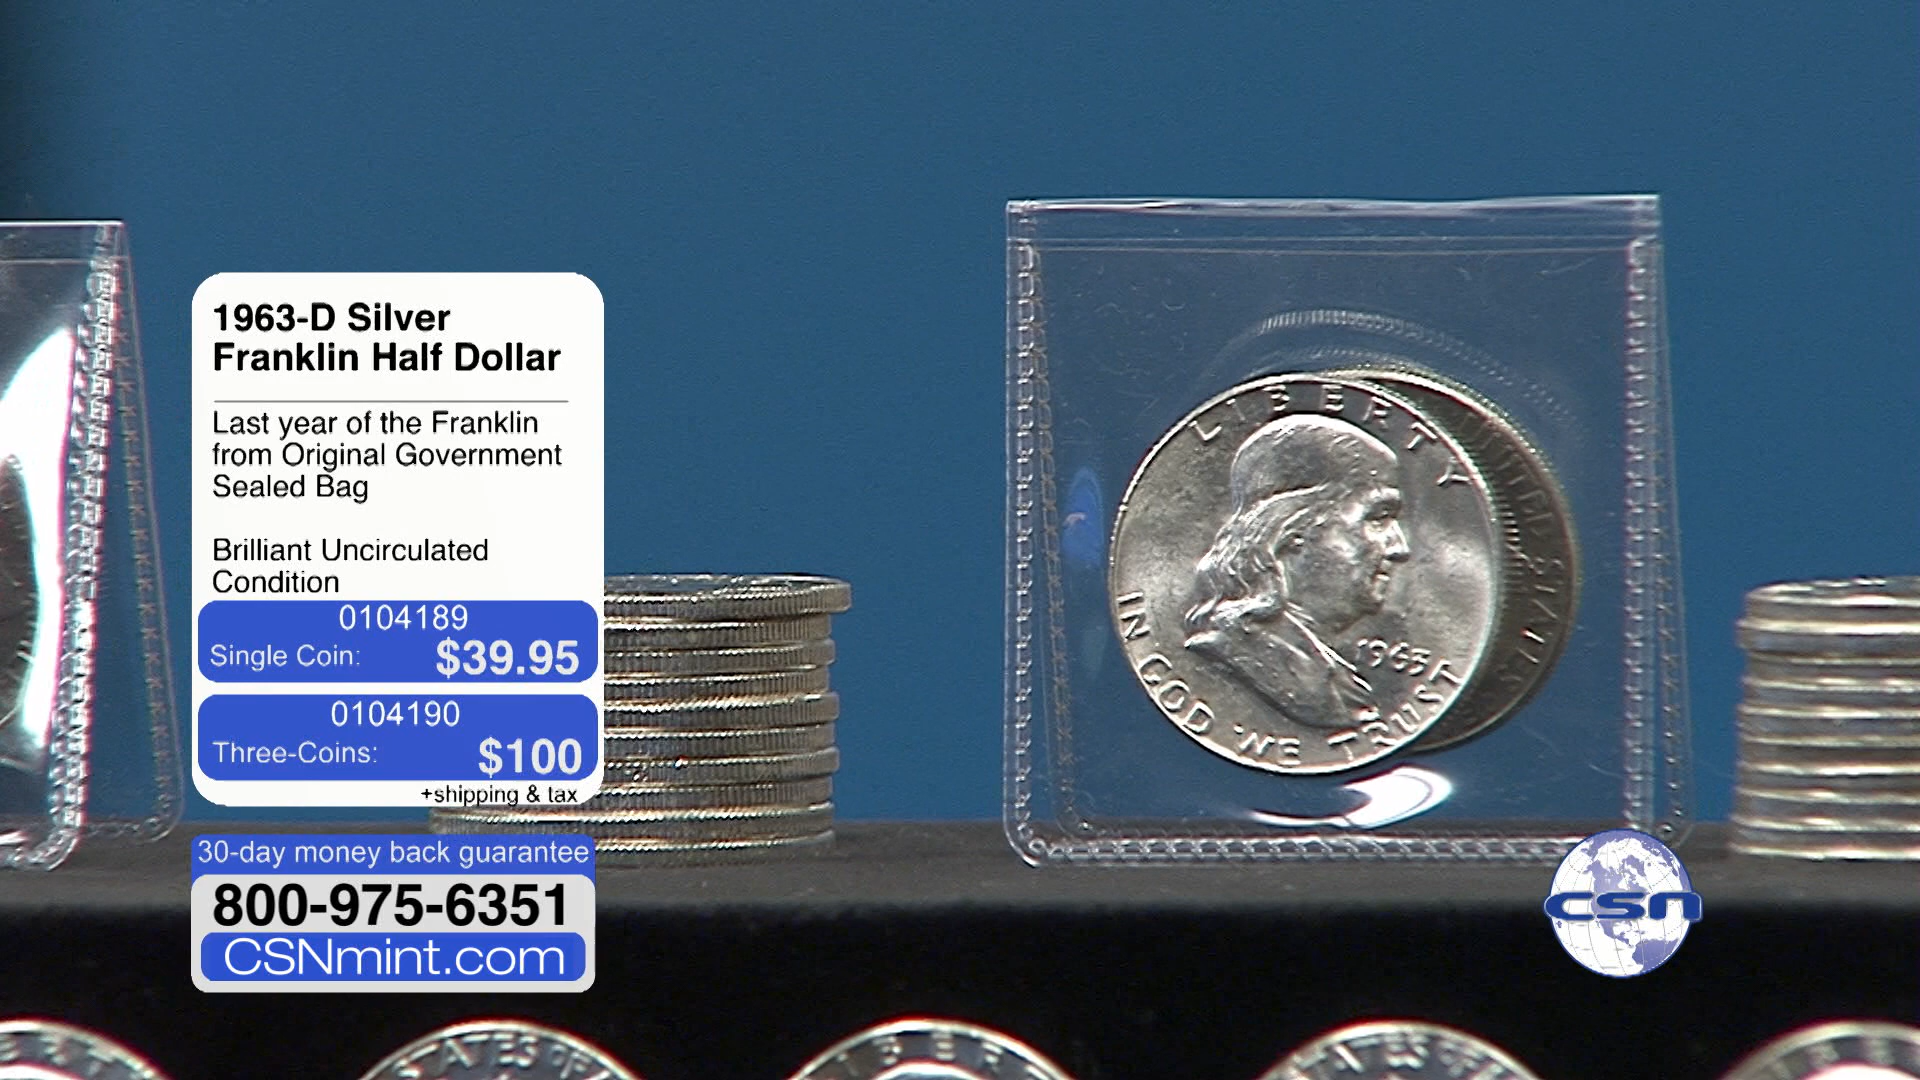 1963-D Silver
Franklin Half Dollar
Last year of the Franklin
from Original Government
Sealed Bag
Brilliant Uncirculated
Condition
0104189
Single Coin: $39.95
0104190
Three-Coins: $100
+shipping & tax
30-day money back guarantee
800-975-6351
CSNmint.com
LIBERTY
1963
IN GOD WE TRUST
csn